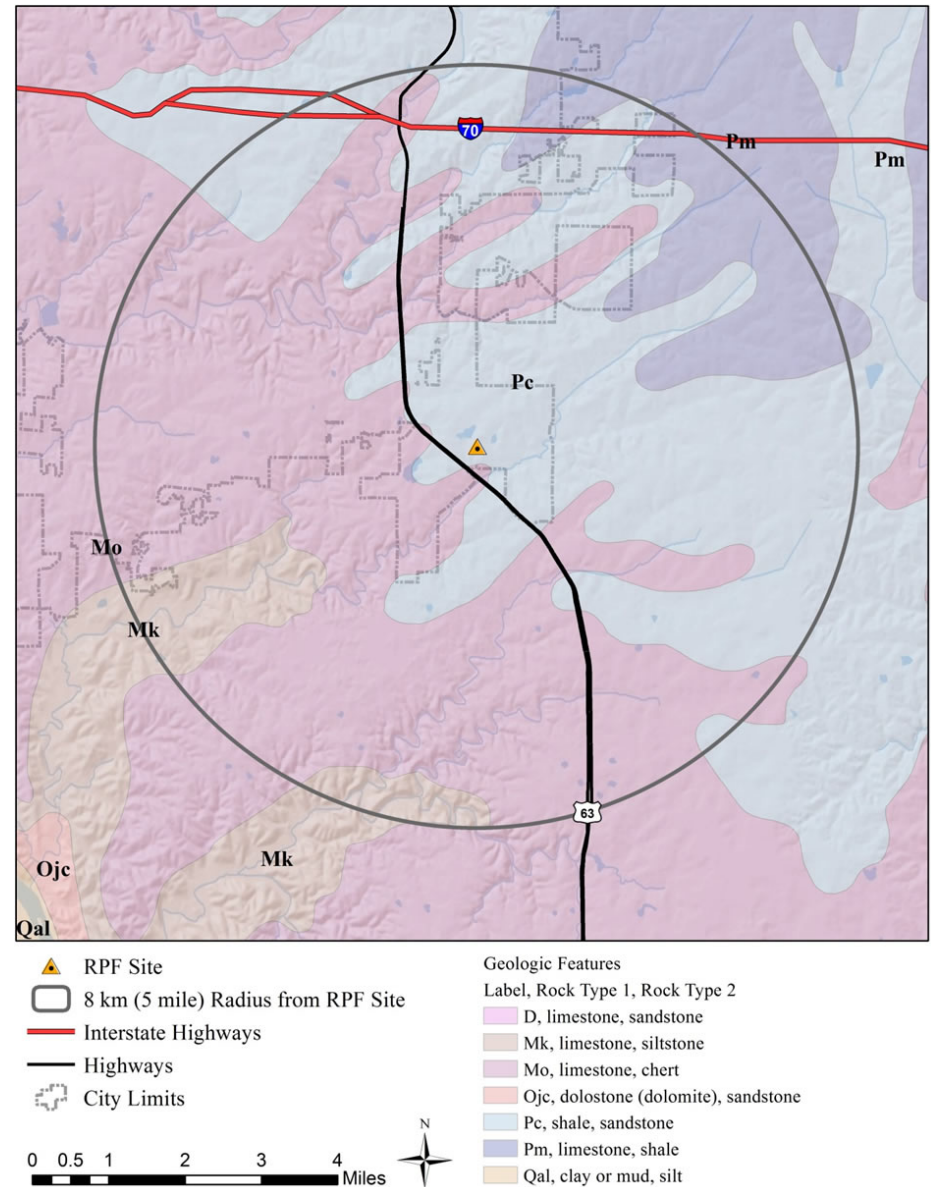 70
Pm
Pm
Pc
Mo
Mk
63
Mk
Ojc
Qal
RPF Site
8 km (5 mile) Radius from RPF Site
Interstate Highways
Highways
City Limits
0 0.5 1 2 3 4
Miles
N
Geologic Features
Label, Rock Type 1, Rock Type 2
D, limestone, sandstone
Mk, limestone, siltstone
Mo, limestone, chert
Ojc, dolostone (dolomite), sandstone
Pc, shale, sandstone
Pm, limestone, shale
Qal, clay or mud, silt